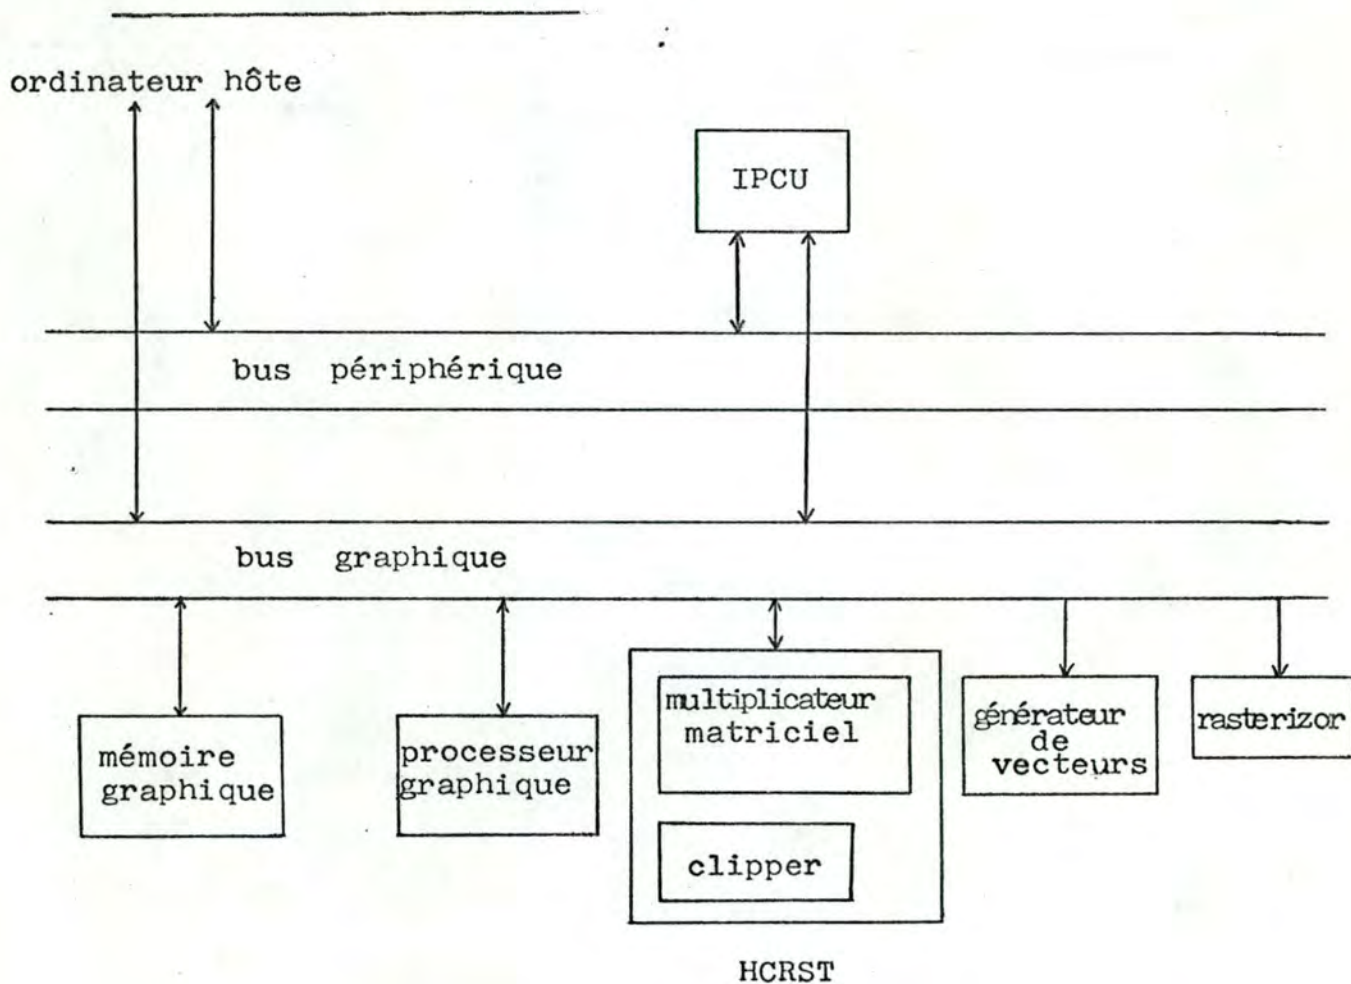 ordinateur hôte
IPCU
bus périphérique
bus graphique
mémoire
graphique
processeur
graphique
multiplicateur
matriciel
clipper
HCRST
générateur
de
vecteurs
rasterizor